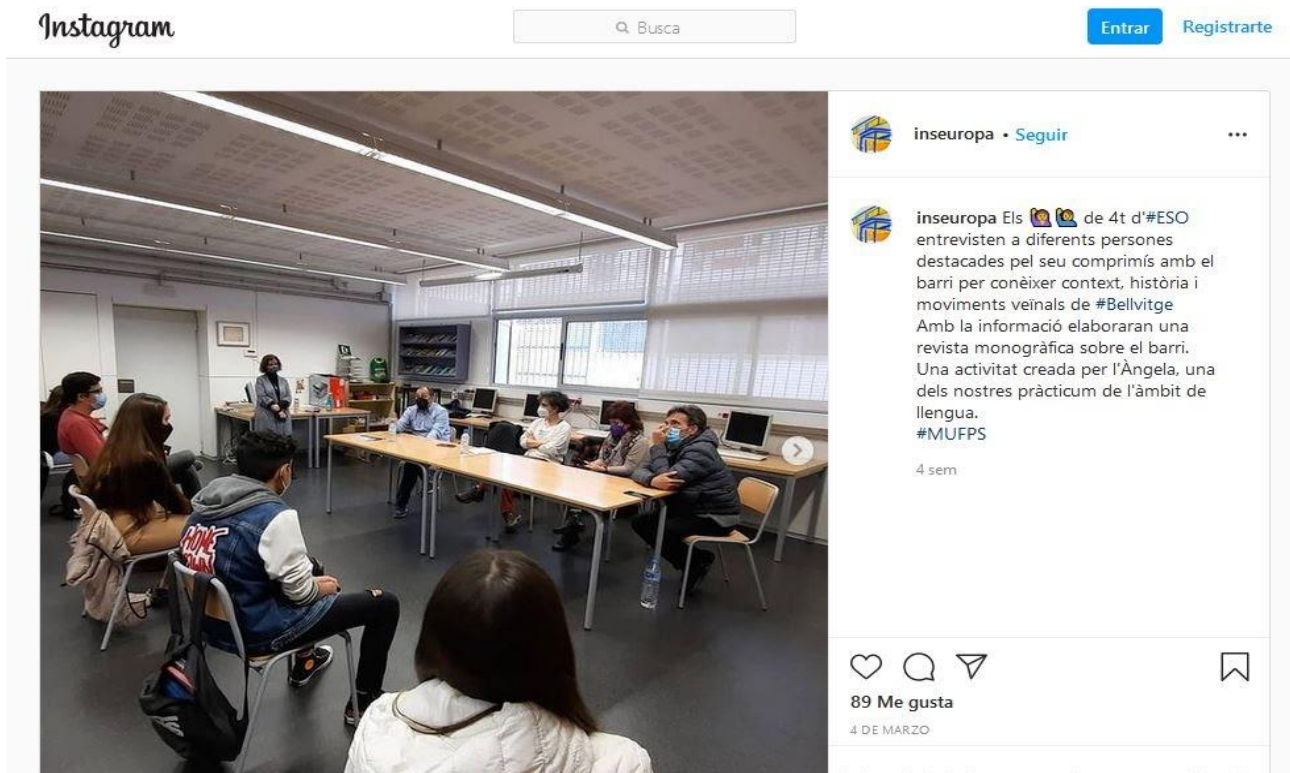 Instagram
Busca
Entrar
Registrarte
inseuropa • Seguir
inseuropa Els 🙋‍♀️🙋‍♂️ de 4t d'#ESO
entrevisten a diferents persones
destacades pel seu comprimís amb el
barri per conèixer context, història i
moviments veïnals de #Bellvitge
Amb la informació elaboraran una
revista monogràfica sobre el barri.
Una activitat creada per l'Àngela, una
dels nostres pràcticum de l'àmbit de
llengua.
#MUFPS
4 sem
HOME
TOWN
89 Me gusta
4 DE MARZO